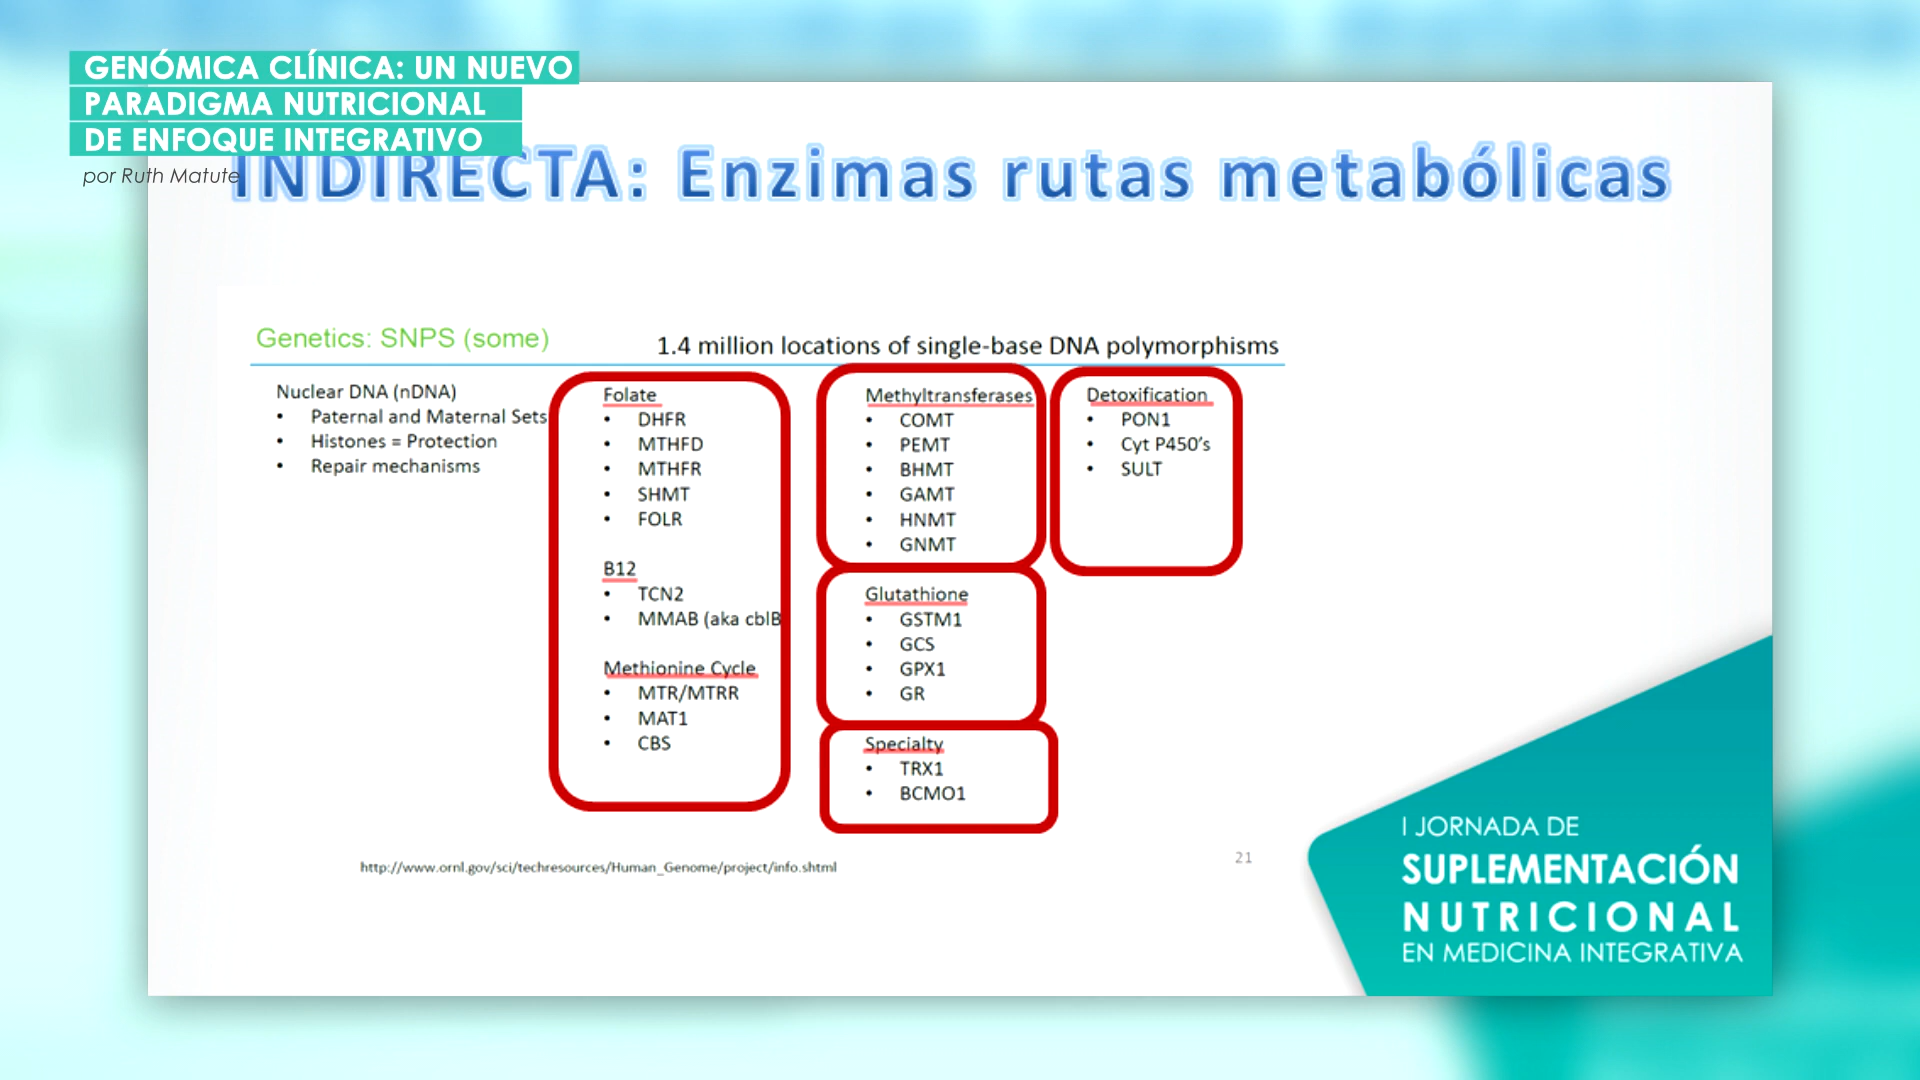 GENÓMICA CLÍNICA: UN NUEVO
PARADIGMA NUTRICIONAL
DE ENFOQUE INTEGRATIVO
por Ruth Matute
INDIRECTA: Enzimas rutas metabólicas
Genetics: SNPS (some)
1.4 million locations of single-base DNA polymorphisms
Nuclear DNA (nDNA)
• Paternal and Maternal Sets
• Histones = Protection
• Repair mechanisms
Folate
• DHFR
• MTHFD
• MTHFR
• SHMT
• FOLR
B12
• TCN2
• MMAB (aka cblB
Methionine Cycle
• MTR/MTRR
• MAT1
• CBS
Methyltransferases
• COMT
• PEMT
• BHMT
• GAMT
• HNMT
• GNMT
Glutathione
• GSTM1
• GCS
• GPX1
• GR
Specialty
• TRX1
• BCMO1
Detoxification
• PON1
• Cyt P450’s
• SULT
http://www.ornl.gov/sci/techresources/Human_Genome/project/info.shtml
21
I JORNADA DE
SUPLEMENTACIÓN
NUTRICIONAL
EN MEDICINA INTEGRATIVA